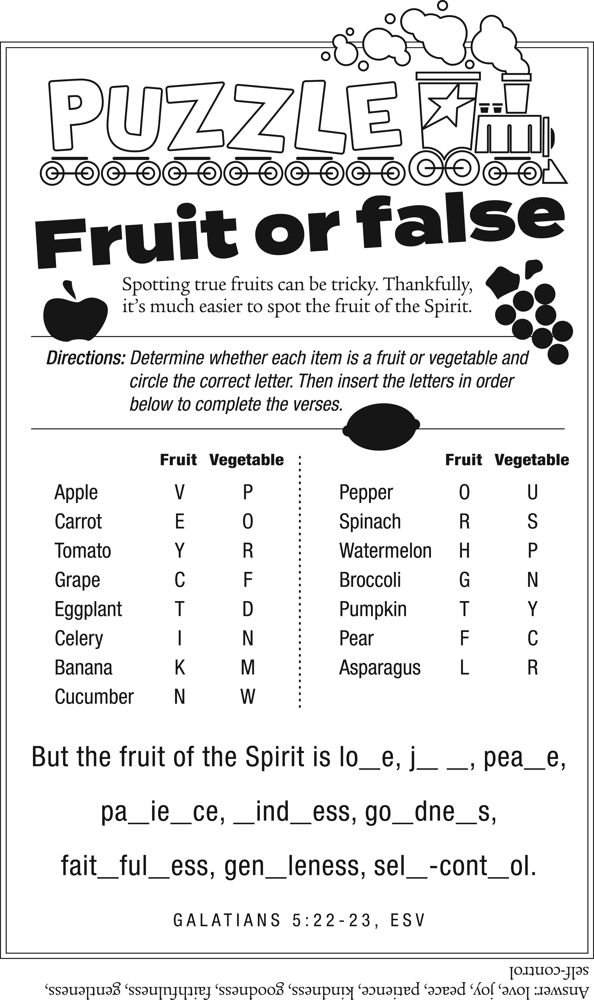 PUZZLE
Fruit or false
Spotting true fruits can be tricky. Thankfully,
it's much easier to spot the fruit of the Spirit.
Directions: Determine whether each item is a fruit or vegetable and
circle the correct letter. Then insert the letters in order
below to complete the verses.
Fruit Vegetable
Apple V P
Carrot E O
Tomato Y R
Grape C F
Eggplant T D
Celery I N
Banana K M
Cucumber N W
Fruit Vegetable
Pepper O U
Spinach R S
Watermelon H P
Broccoli G N
Pumpkin T Y
Pear F C
Asparagus L R
But the fruit of the Spirit is lo__e, j__ __, pea__e,
pa__ie__ce, __ind__ess, go__dne__s,
fait__ful__ess, gen__leness, sel__-cont__ol.
GALATIANS 5:22-23, ESV
Answer: love, joy, peace, patience, kindness, goodness, faithfulness, gentleness,
self-control